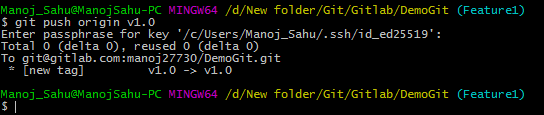 Manoj_Sahu@ManojSahu-PC MINGW64 /d/New folder/Git/Gitlab/DemoGit (Feature1)
$ git push origin v1.0
Enter passphrase for key '/c/Users/Manoj_Sahu/.ssh/id_ed25519':
Total 0 (delta 0), reused 0 (delta 0)
To git@gitlab.com:manoj27730/DemoGit.git
 * [new tag]         v1.0 -> v1.0
Manoj_Sahu@ManojSahu-PC MINGW64 /d/New folder/Git/Gitlab/DemoGit (Feature1)
$